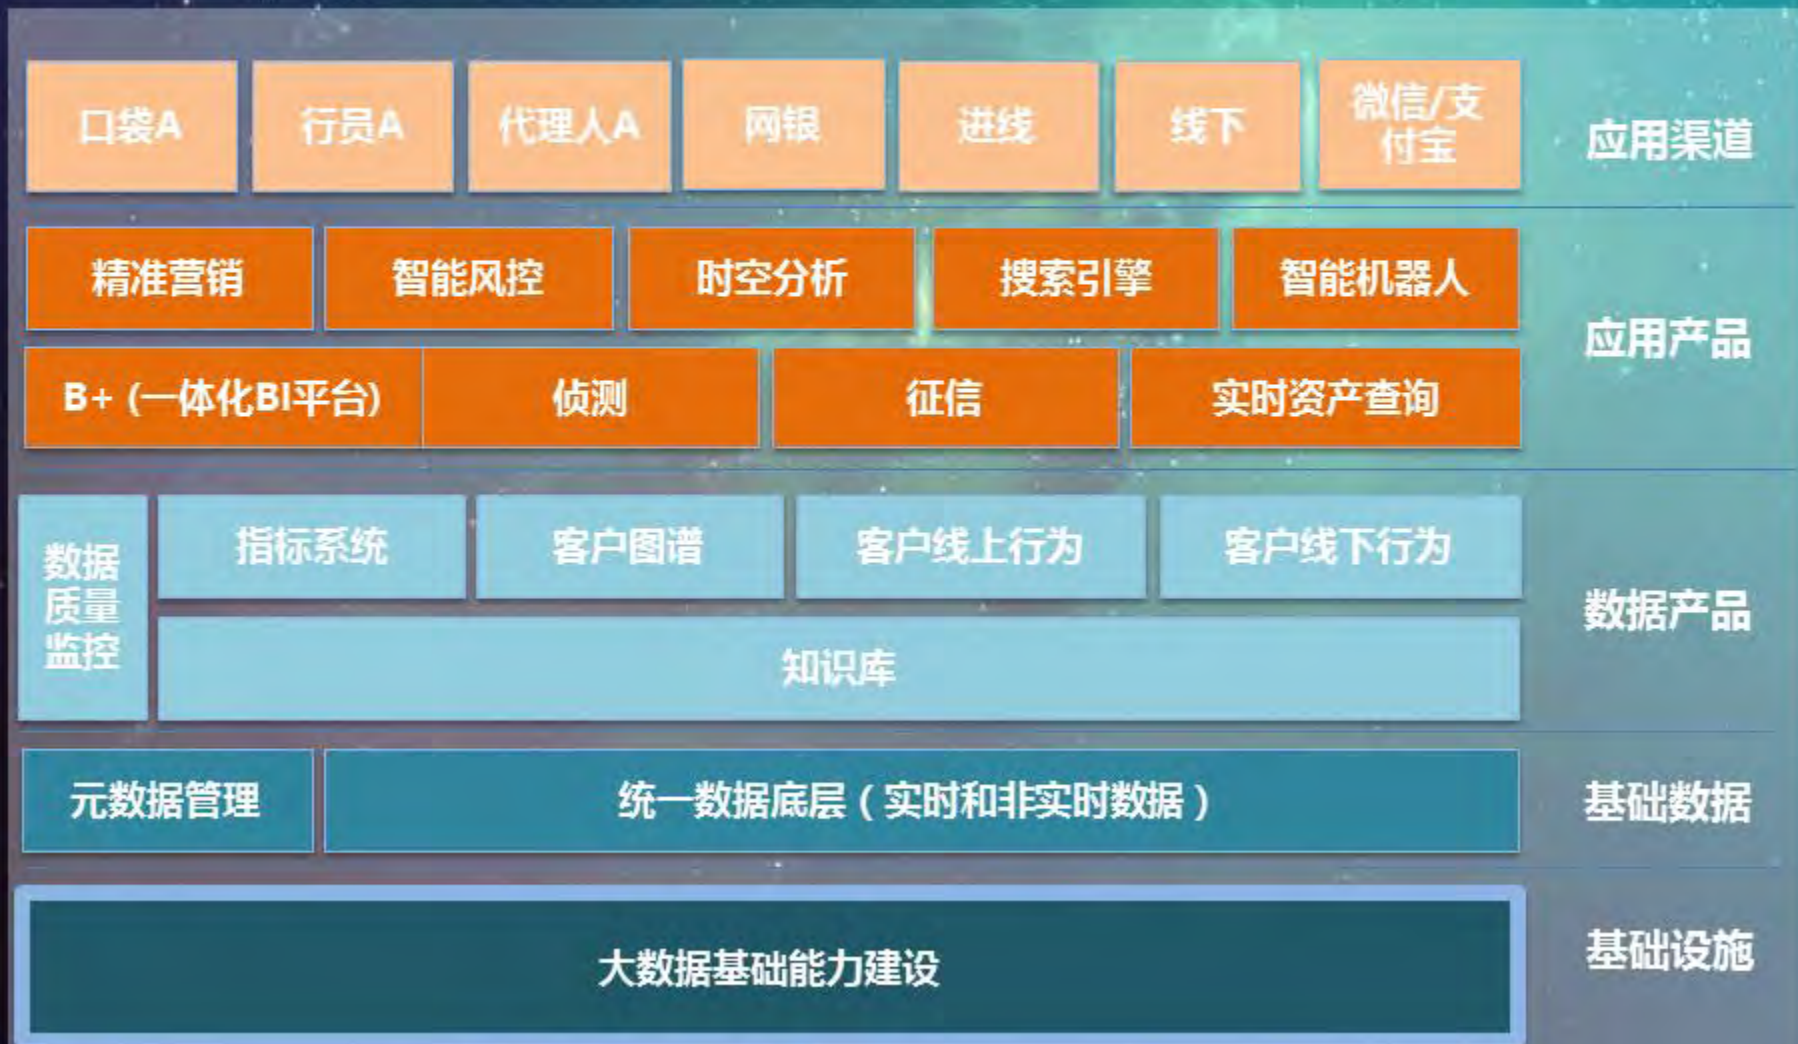 口袋A
行员A
代理人A
网银
进线
线下
微信/支
付宝
应用渠道
精准营销
智能风控
时空分析
搜索引擎
智能机器人
应用产品
B+ (一体化BI平台)
侦测
征信
实时资产查询
数据
质量
监控
指标系统
客户图谱
客户线上行为
客户线下行为
知识库
数据产品
元数据管理
统一数据底层（实时和非实时数据）
基础数据
大数据基础能力建设
基础设施